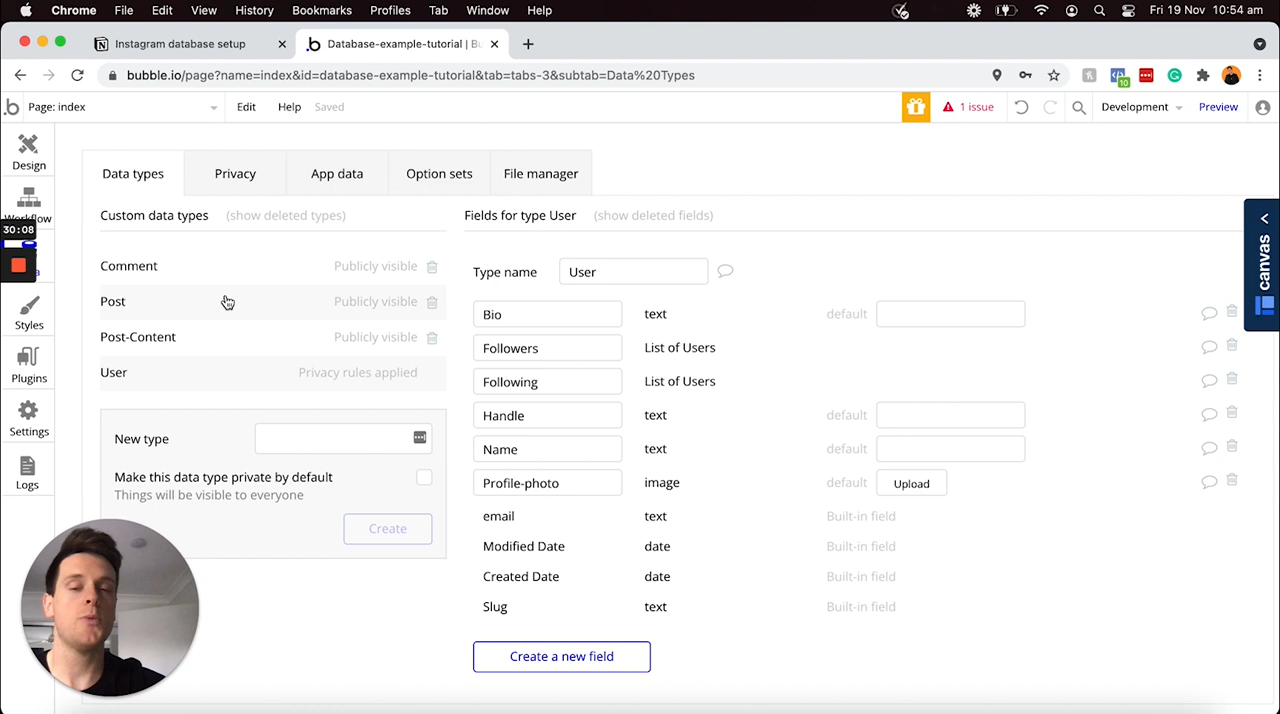 Chrome File Edit View History Bookmarks Profiles Tab Window Help Fri 19 Nov 10:54 am
Instagram database setup Database-example-tutorial | Bu
bubble.io/page?name=index&id=database-example-tutorial&tab=tabs-3&subtab=Data%20Types 10
b Page: index Edit Help Saved 1 issue Development Preview
Design
Workflow
30:08
Styles
Plugins
Settings
Logs
Data types Privacy App data Option sets File manager
Custom data types (show deleted types)
Comment Publicly visible
Post Publicly visible
Post-Content Publicly visible
User Privacy rules applied
New type
Make this data type private by default
Things will be visible to everyone
Create
Fields for type User (show deleted fields)
Type name User
Bio text default
Followers List of Users
Following List of Users
Handle text default
Name text default
Profile-photo image default Upload
email text Built-in field
Modified Date date Built-in field
Created Date date Built-in field
Slug text Built-in field
Create a new field
canvas